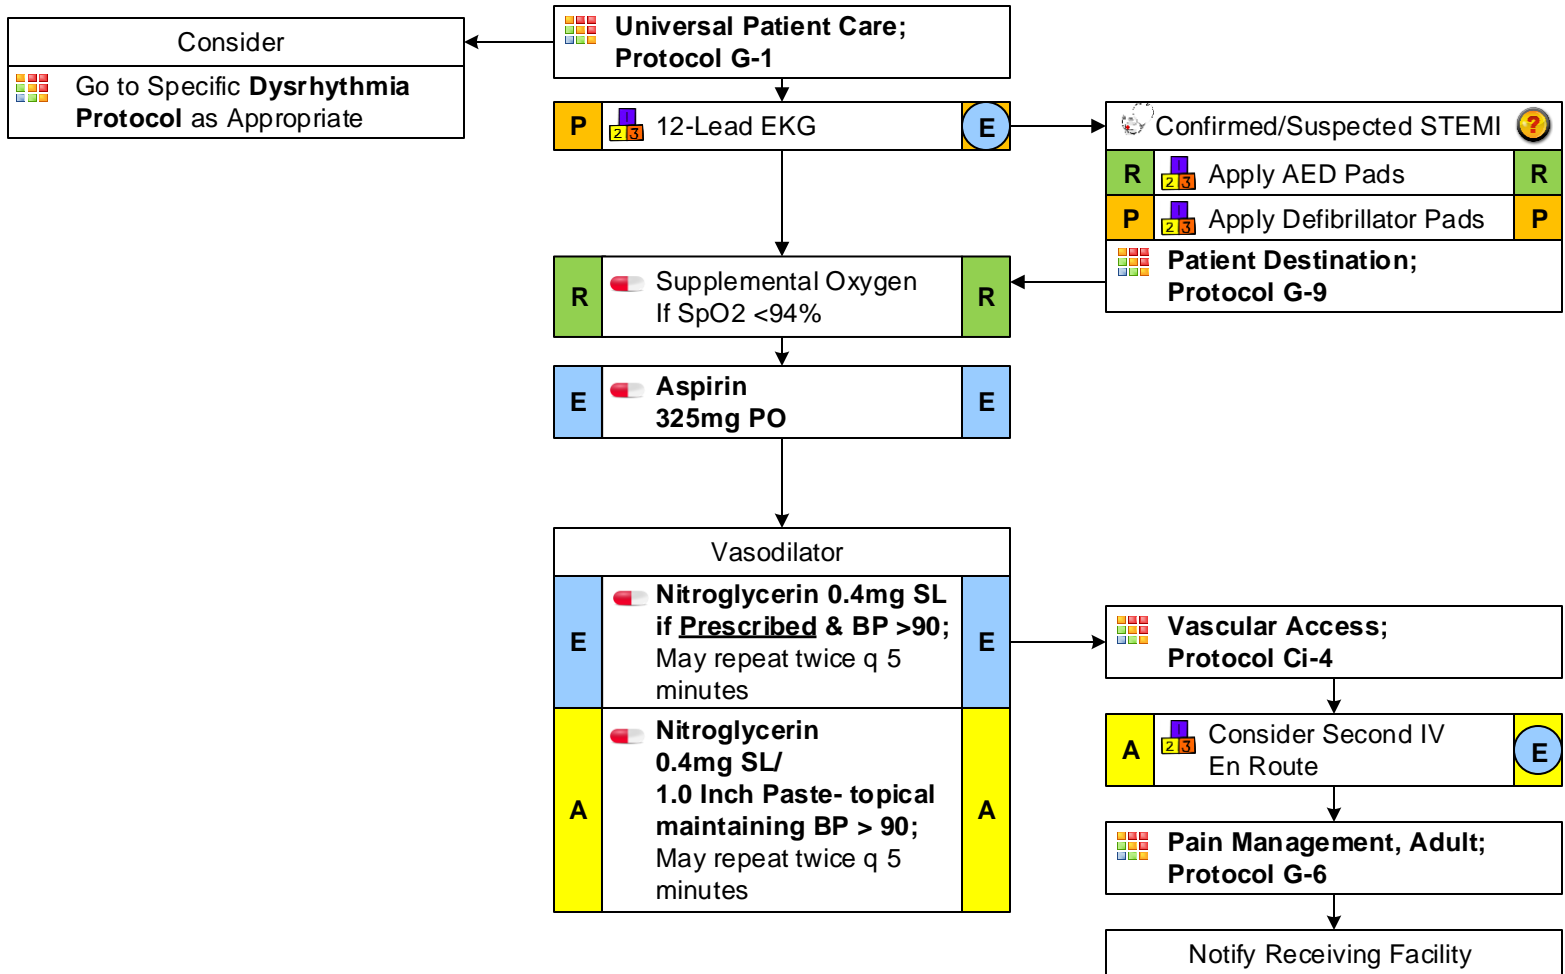 Universal Patient Care;
Protocol G-1
Consider
Go to Specific Dysrhythmia
Protocol as Appropriate
P 1 2 3 12-Lead EKG E
Confirmed/Suspected STEMI ?
R 1 2 3 Apply AED Pads R
P 1 2 3 Apply Defibrillator Pads P
Patient Destination;
Protocol G-9
R Supplemental Oxygen R
If SpO2 <94%
E Aspirin E
325mg PO
Vasodilator
Nitroglycerin 0.4mg SL
if Prescribed & BP >90;
E May repeat twice q 5 E
minutes
Nitroglycerin
0.4mg SL/
1.0 Inch Paste- topical
A maintaining BP > 90; A
May repeat twice q 5
minutes
Vascular Access;
Protocol Ci-4
A 1 2 3 Consider Second IV E
En Route
Pain Management, Adult;
Protocol G-6
Notify Receiving Facility